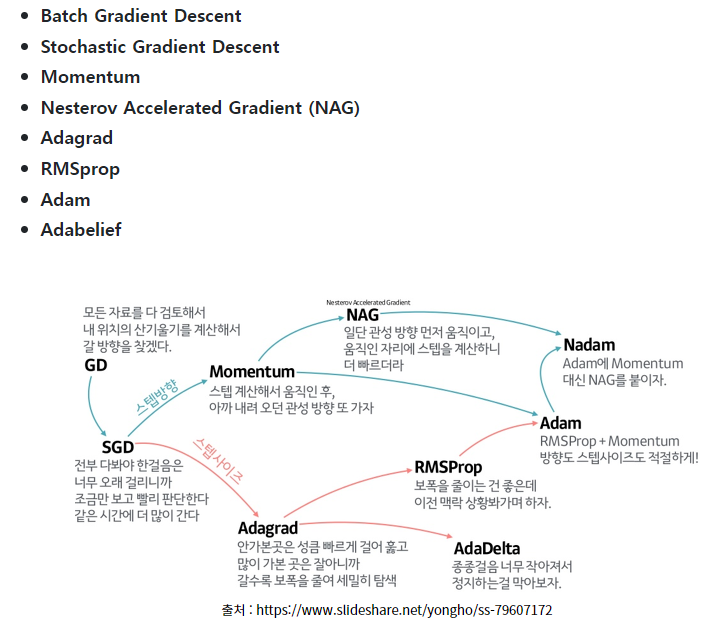 Batch Gradient Descent
Stochastic Gradient Descent
Momentum
Nesterov Accelerated Gradient (NAG)
Adagrad
RMSprop
Adam
Adabelief
모든 자료를 다 검토해서
내 위치의 산기울기를 계산해서
갈 방향을 찾겠다.
GD
스텝방향
SGD
전부 다봐야 한걸음은
너무 오래 걸리니까
조금만 보고 빨리 판단한다
같은 시간에 더 많이 간다
스텝사이즈
Momentum
스텝 계산해서 움직인 후,
아까 내려 오던 관성 방향 또 가자
Nesterov Accelerated Gradient
NAG
일단 관성 방향 먼저 움직이고,
움직인 자리에 스텝을 계산하니
더 빠르더라
Nadam
Adam에 Momentum
대신 NAG를 붙이자.
Adam
RMSProp + Momentum
방향도 스텝사이즈도 적절하게!
RMSProp
보폭을 줄이는 건 좋은데
이전 맥락 상황봐가며 하자.
Adagrad
안가본곳은 성큼 빠르게 걸어 훑고
많이 가본 곳은 잘아니까
갈수록 보폭을 줄여 세밀히 탐색
AdaDelta
종종걸음 너무 작아져서
정지하는걸 막아보자.
출처 : https://www.slideshare.net/yongho/ss-79607172